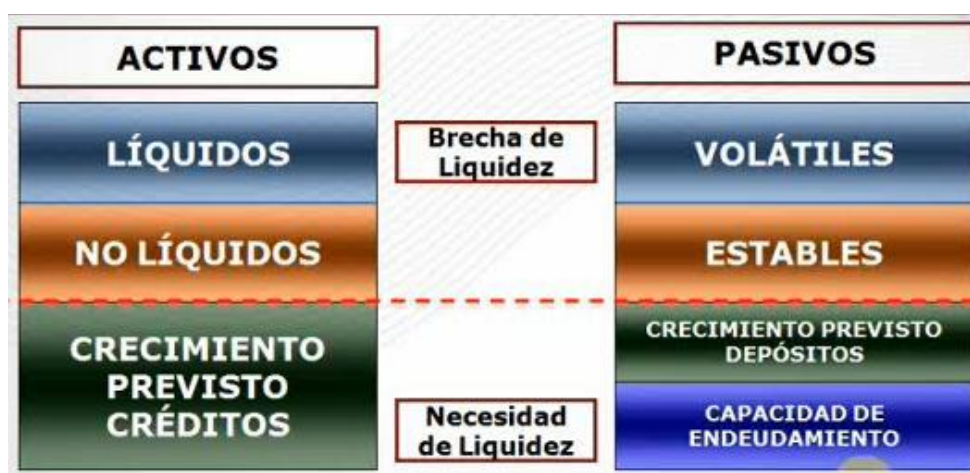 ACTIVOS
PASIVOS
LÍQUIDOS
Brecha de
Liquidez
VOLÁTILES
NO LÍQUIDOS
ESTABLES
CRECIMIENTO
PREVISTO
CRÉDITOS
CRECIMIENTO PREVISTO
DEPÓSITOS
Necesidad
de Liquidez
CAPACIDAD DE
ENDEUDAMIENTO